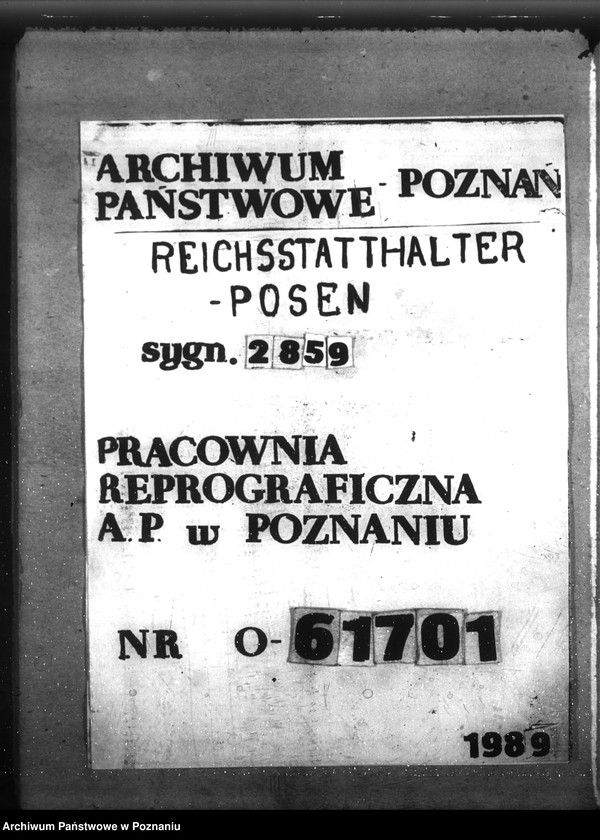 ARCHIWUM
PAŃSTWOWE - POZNAŃ
REICHSSTATTHALTER
-POSEN
sygn. 2859
PRACOWNIA
REPROGRAFICZNA
A.P. w POZNANIU
NR O-61701
1989
Archiwum Państwowe w Poznaniu